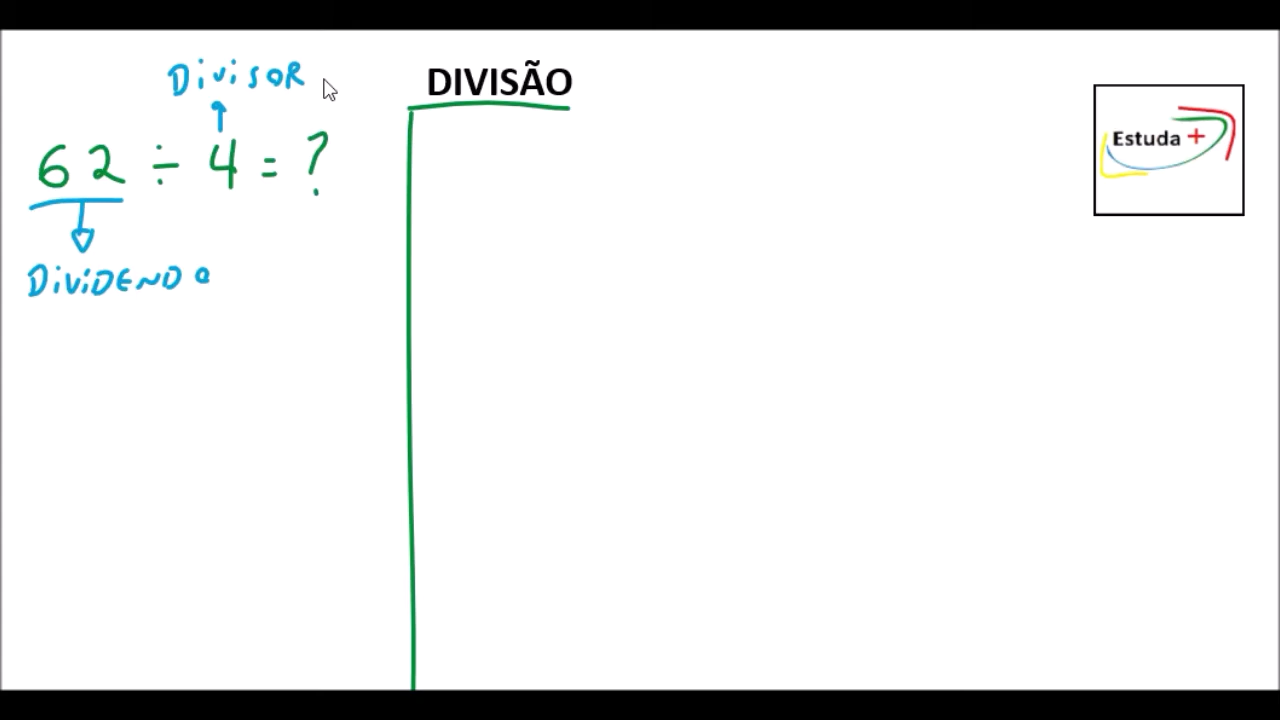 DIVISOR
DIVISÃO
Estuda +
62 ÷ 4 = ?
DIVIDENDO